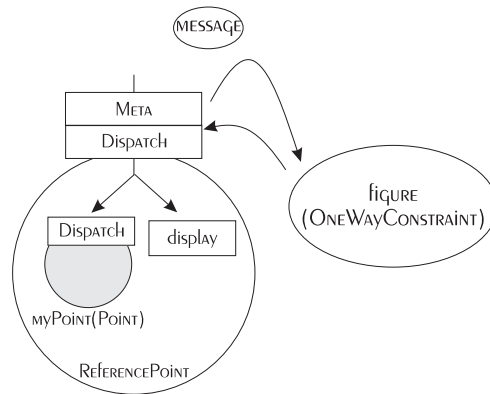 MESSAGE
META
DISPATCH
FIGURE
(ONEWAYCONSTRAINT)
DISPATCH
DISPLAY
MYPOINT(POINT)
REFERENCEPOINT